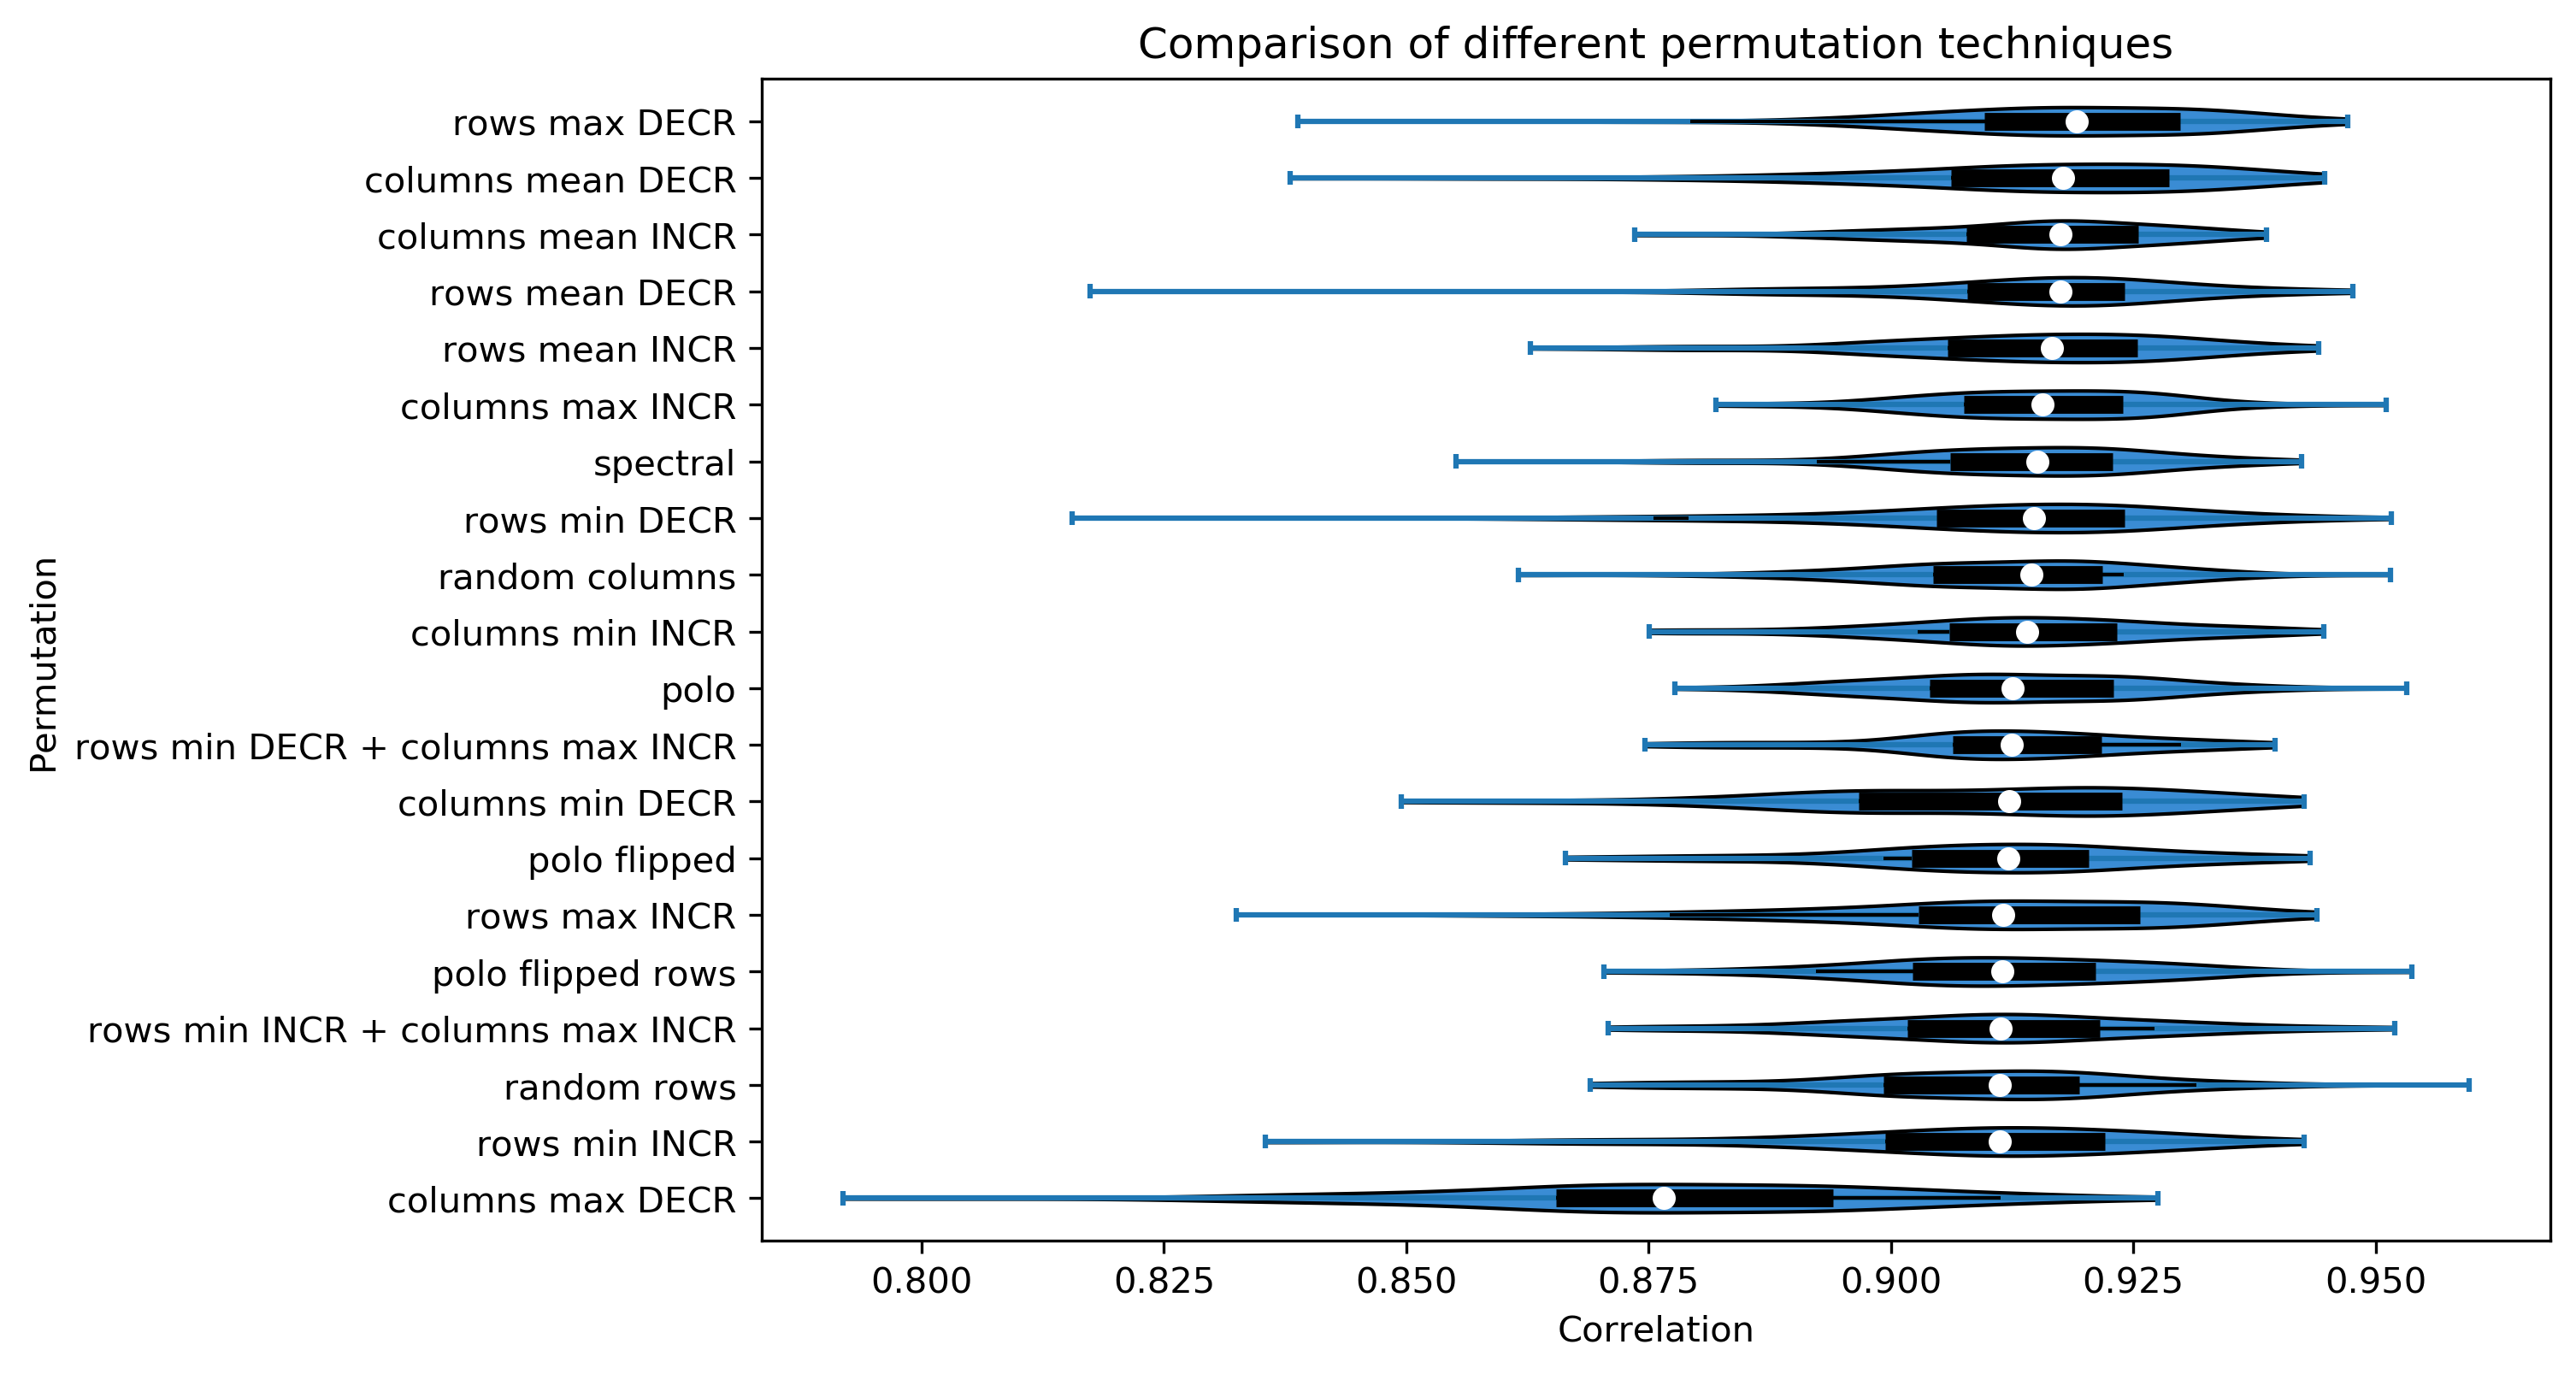 Comparison of different permutation techniques
Permutation
rows max DECR
columns mean DECR
columns mean INCR
rows mean DECR
rows mean INCR
columns max INCR
spectral
rows min DECR
random columns
columns min INCR
polo
rows min DECR + columns max INCR
columns min DECR
polo flipped
rows max INCR
polo flipped rows
rows min INCR + columns max INCR
random rows
rows min INCR
columns max DECR
0.800 0.825 0.850 0.875 0.900 0.925 0.950
Correlation